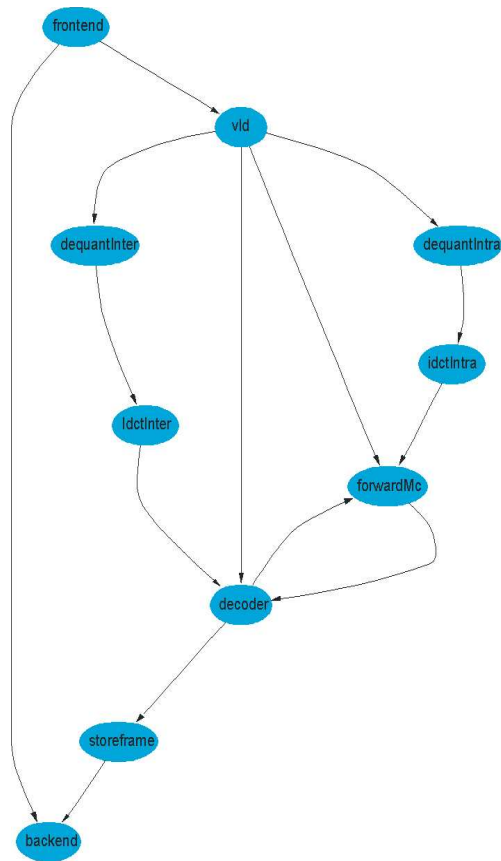 frontend
vld
dequantInter
dequantIntra
idctIntra
IdctInter
forwardMc
decoder
storeframe
backend